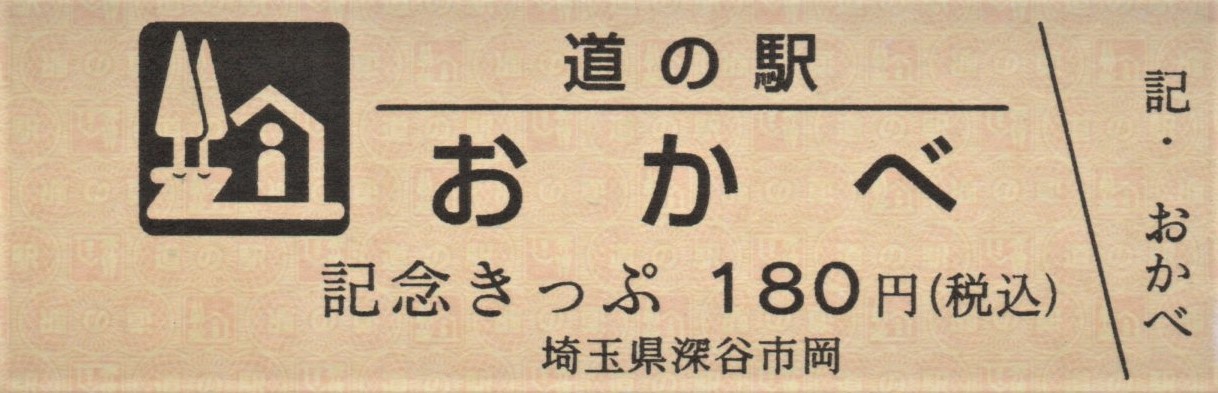 道の駅
おかべ
記念きっぷ 180円(税込)
埼玉県深谷市岡
記・おかべ